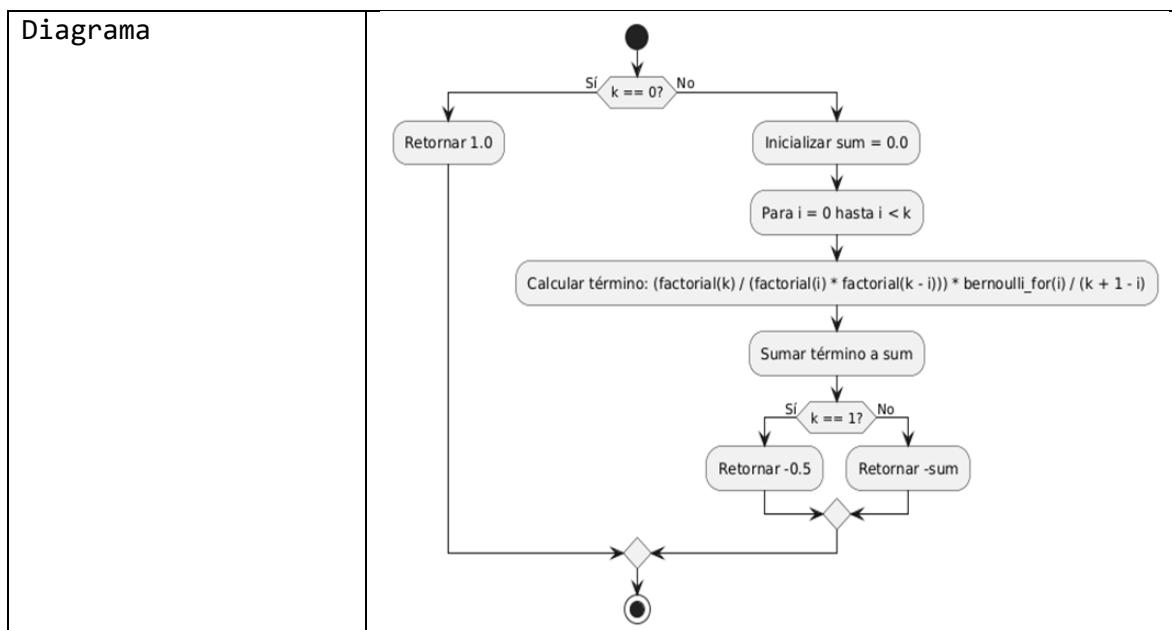 Diagrama
Sí
k == 0?
No
Retornar 1.0
Inicializar sum = 0.0
Para i = 0 hasta i < k
Calcular término: (factorial(k) / (factorial(i) * factorial(k - i))) * bernoulli_for(i) / (k + 1 - i)
Sumar término a sum
Sí
k == 1?
No
Retornar -0.5
Retornar -sum